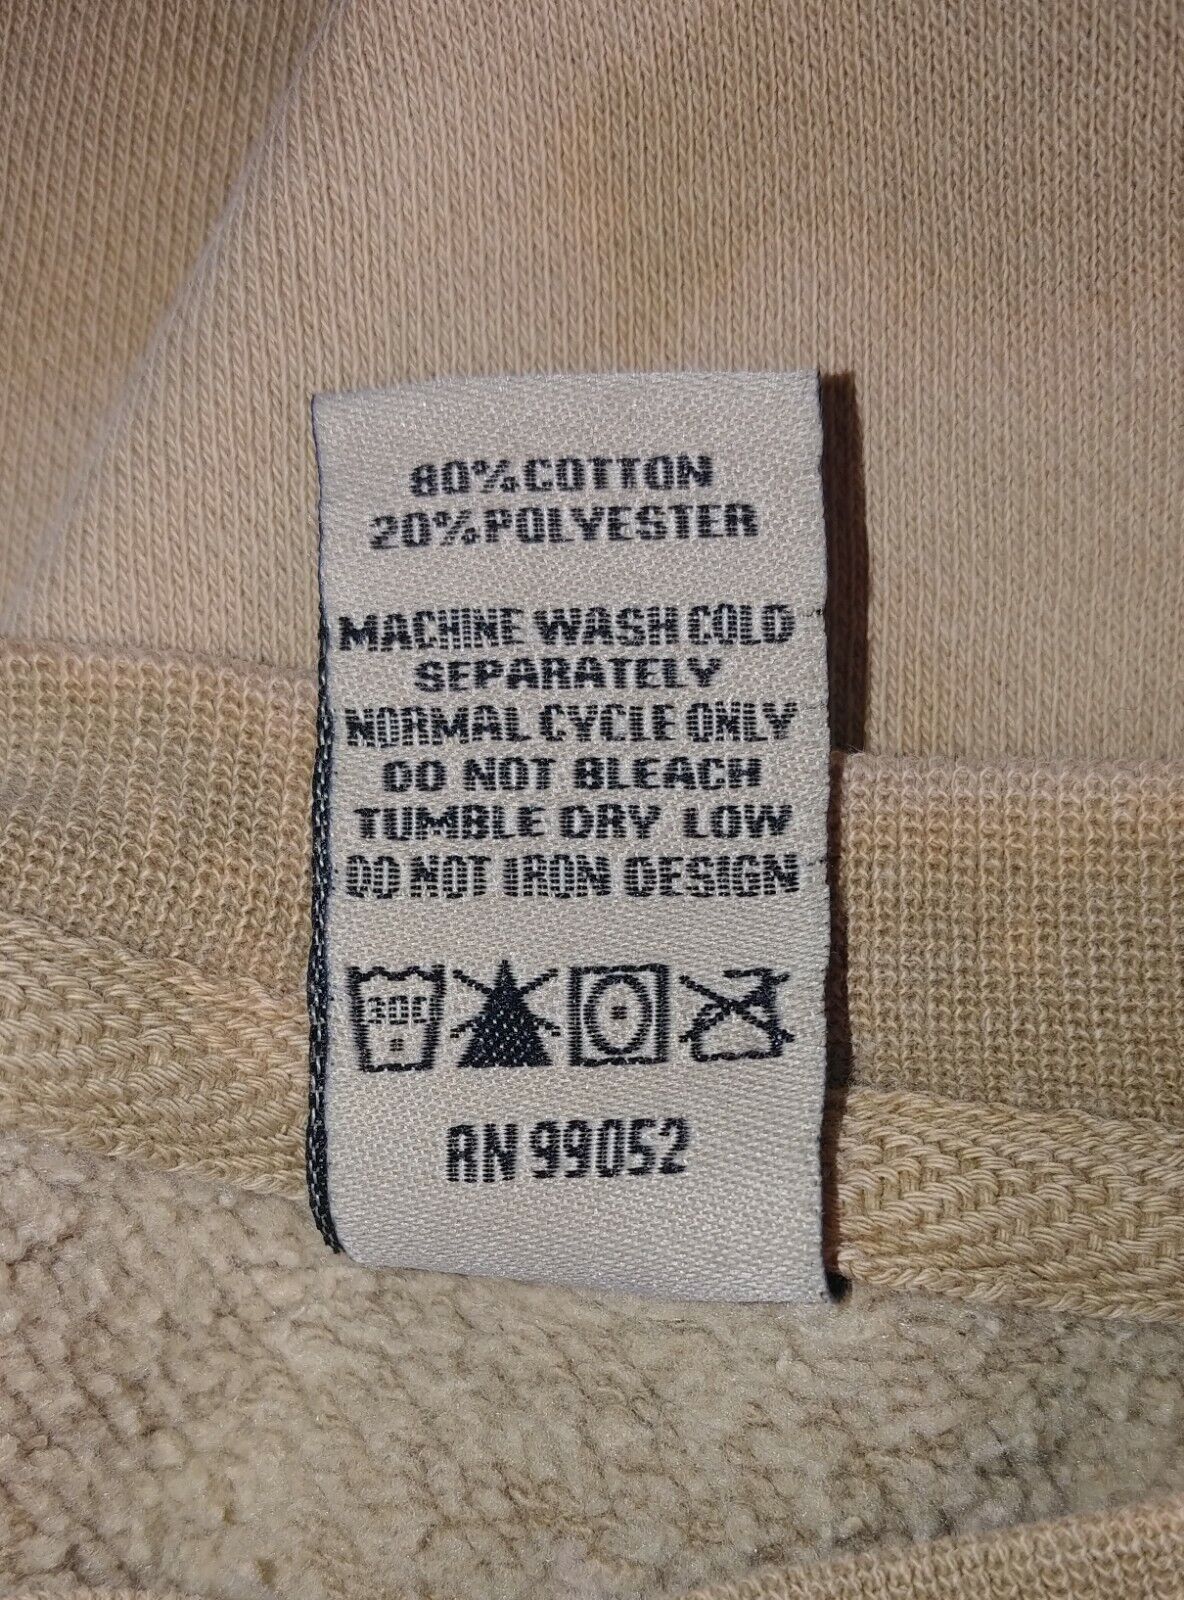 80% COTTON
20% POLYESTER
MACHINE WASH COLD
SEPARATELY
NORMAL CYCLE ONLY
DO NOT BLEACH
TUMBLE DRY LOW
DO NOT IRON DESIGN
30C
RN 99052